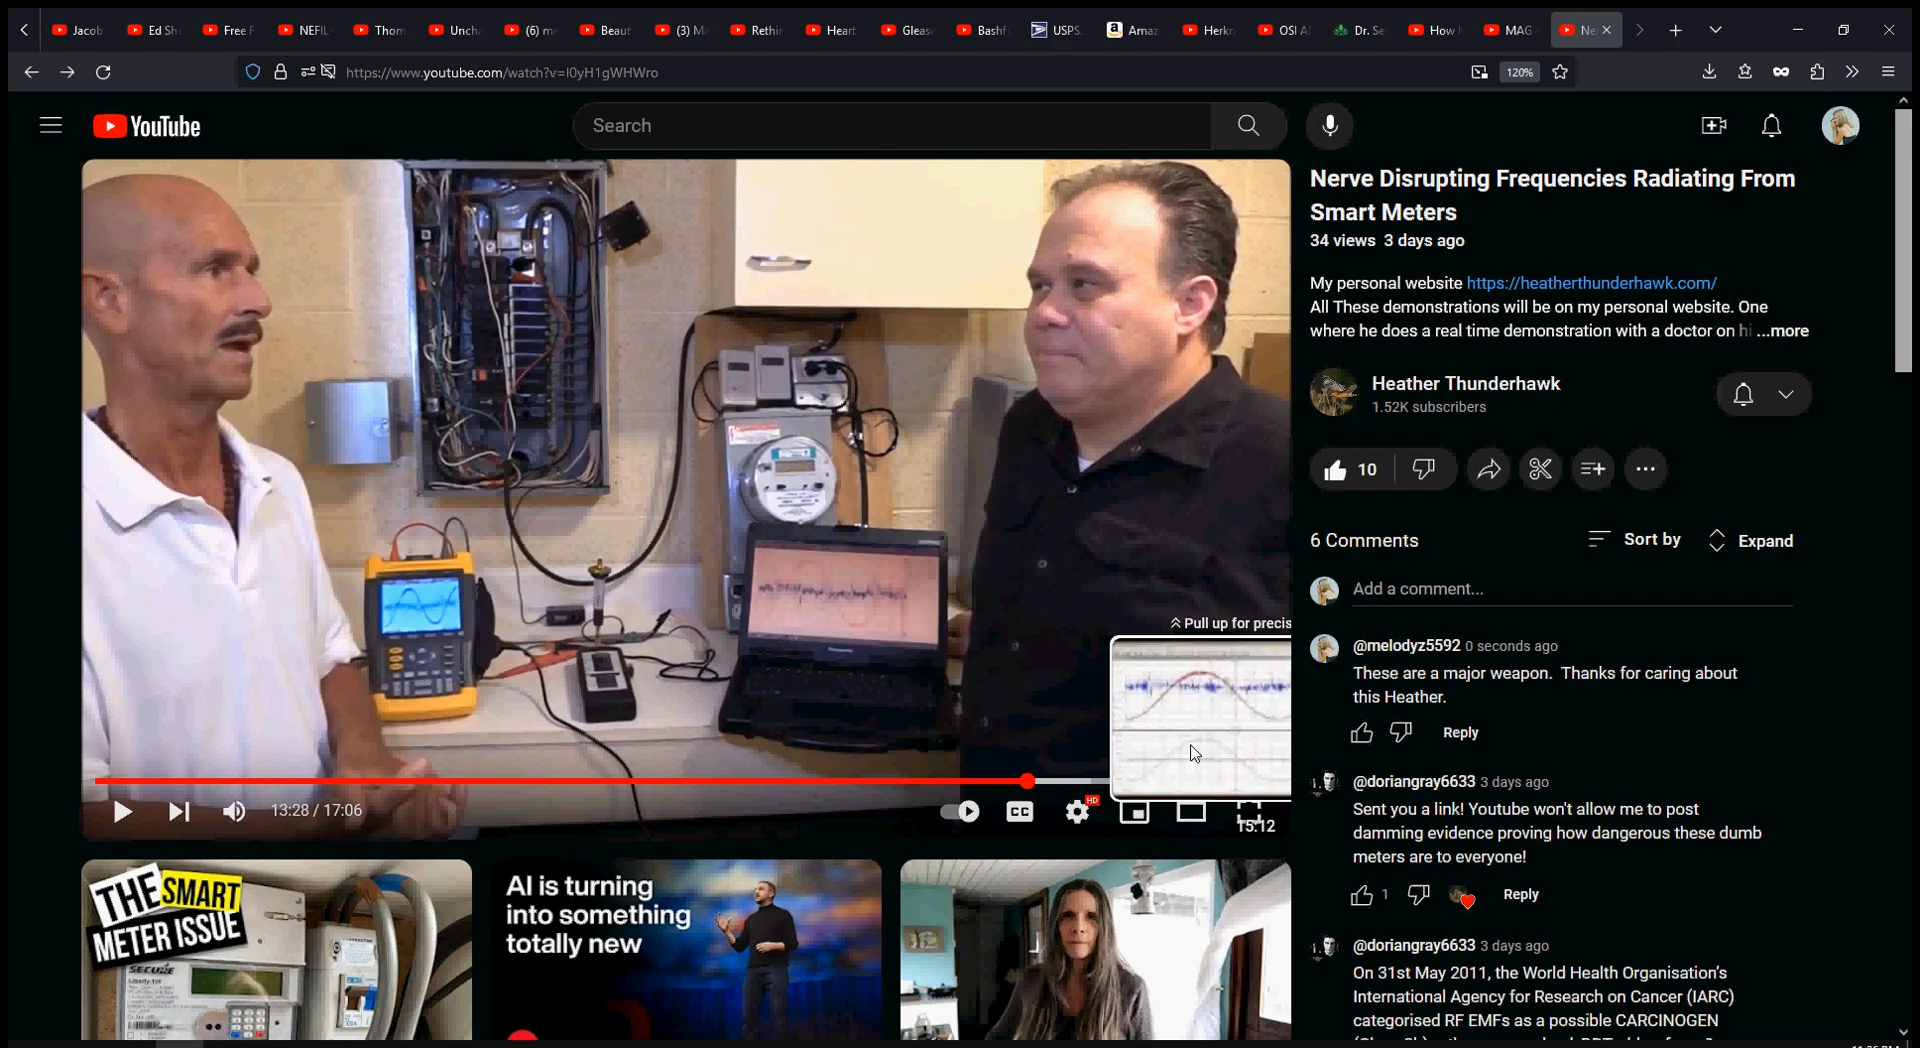 Jacob
Ed Sh
Free F
NEFIL
Thom
Uncha
(6) m
Beaut
(3) M
Rethin
Heart
Gleas
Bashf
USPS.
Amaz
Herkn
OSI A
Dr. Se
How
MAG
Ne
https://www.youtube.com/watch?v=I0yH1gWHWro
120%
YouTube
Search
Nerve Disrupting Frequencies Radiating From
Smart Meters
34 views 3 days ago
My personal website https://heatherthunderhawk.com/
All These demonstrations will be on my personal website. One
where he does a real time demonstration with a doctor on hi ...more
Heather Thunderhawk
1.52K subscribers
10
6 Comments
Sort by
Expand
Add a comment...
@melodyz5592 0 seconds ago
These are a major weapon. Thanks for caring about
this Heather.
Reply
@doriangray6633 3 days ago
Sent you a link! Youtube won't allow me to post
damming evidence proving how dangerous these dumb
meters are to everyone!
1
Reply
@doriangray6633 3 days ago
On 31st May 2011, the World Health Organisation's
International Agency for Research on Cancer (IARC)
categorised RF EMFs as a possible CARCINOGEN
Pull up for precis
13:28 / 17:06
CC
HD
15:12
THE SMART
METER ISSUE
SECURE
AI is turning
into something
totally new